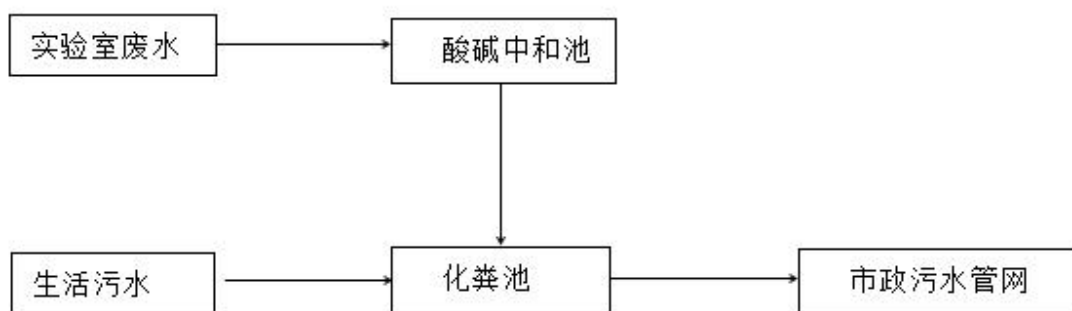 实验室废水
酸碱中和池
生活污水
化粪池
市政污水管网